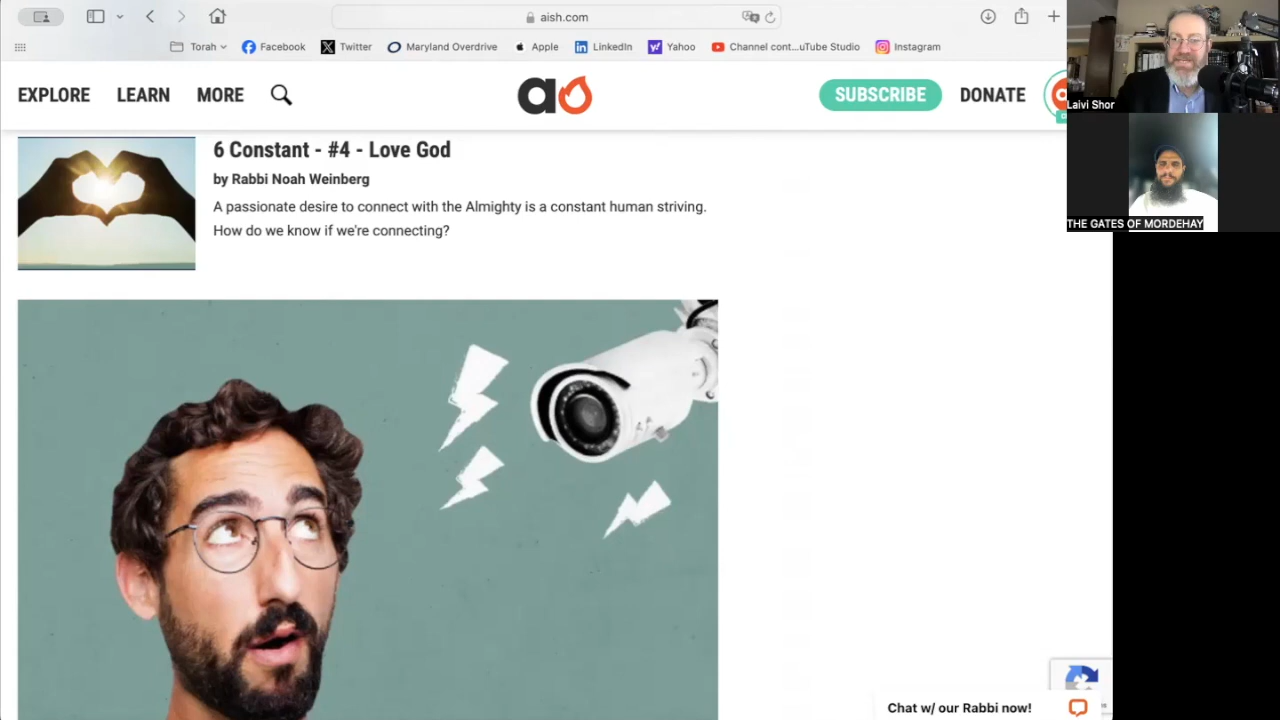 aish.com
Torah
Facebook
Twitter
Maryland Overdrive
Apple
LinkedIn
Yahoo
Channel cont...uTube Studio
Instagram
EXPLORE
LEARN
MORE
SUBSCRIBE
DONATE
Laivi Shor
THE GATES OF MORDEHAY
6 Constant - #4 - Love God
by Rabbi Noah Weinberg
A passionate desire to connect with the Almighty is a constant human striving.
How do we know if we're connecting?
Chat w/ our Rabbi now!